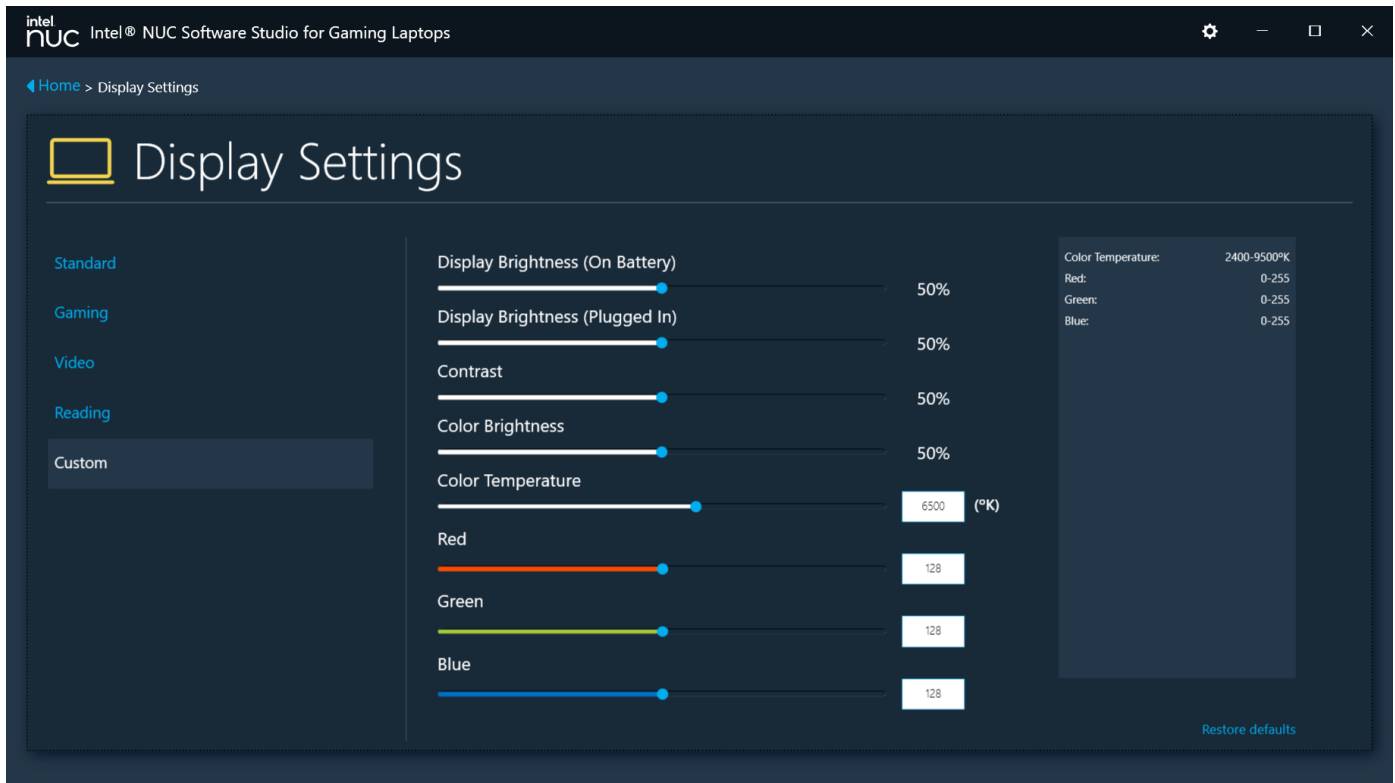 intel
nuc Intel® NUC Software Studio for Gaming Laptops
Home > Display Settings
Display Settings
Standard
Gaming
Video
Reading
Custom
Display Brightness (On Battery)
50%
Display Brightness (Plugged In)
50%
Contrast
50%
Color Brightness
50%
Color Temperature
6500 (ºK)
Red
128
Green
128
Blue
128
Color Temperature: 2400-9500ºK
Red: 0-255
Green: 0-255
Blue: 0-255
Restore defaults